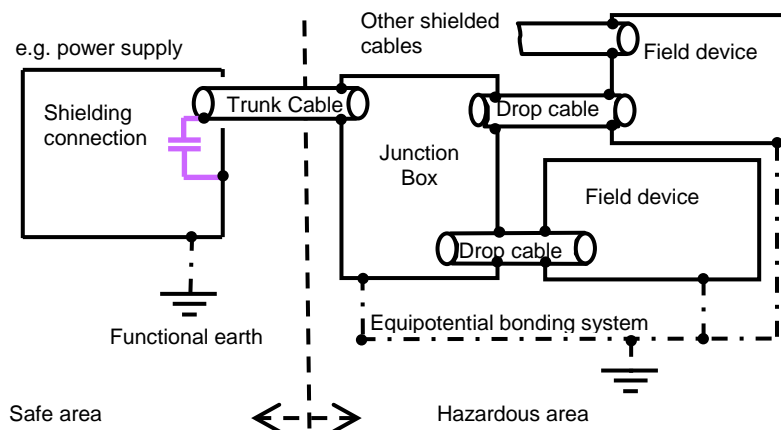 e.g. power supply
Shielding
connection
Trunk Cable
Other shielded
cables
Field device
Drop cable
Junction
Box
Field device
Drop cable
Functional earth
Equipotential bonding system
Safe area
Hazardous area